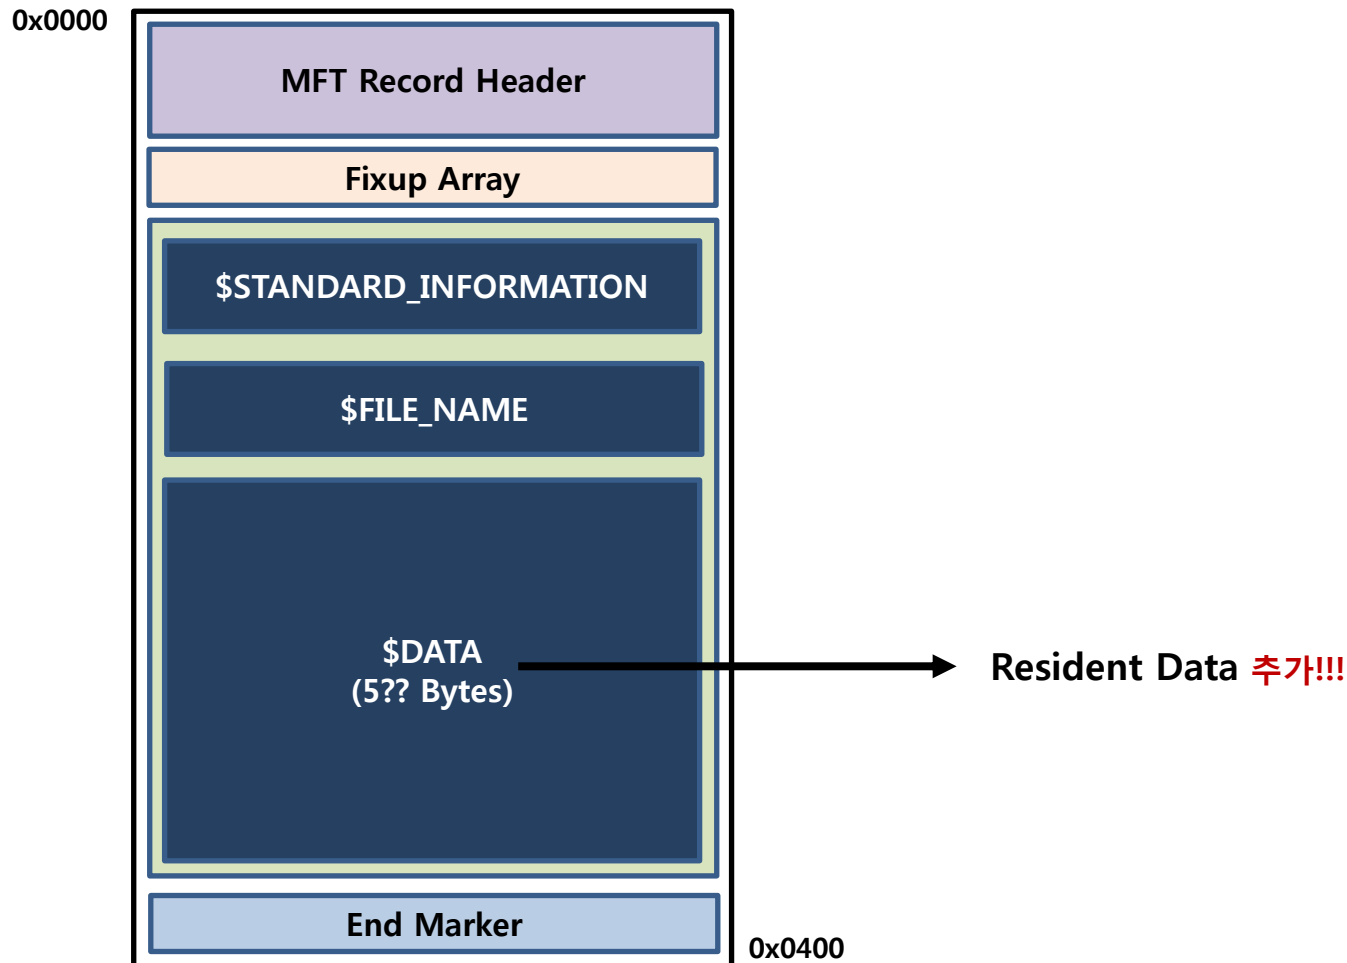 0x0000
MFT Record Header
Fixup Array
$STANDARD_INFORMATION
$FILE_NAME
$DATA
(5?? Bytes)
Resident Data 추가!!!
End Marker
0x0400